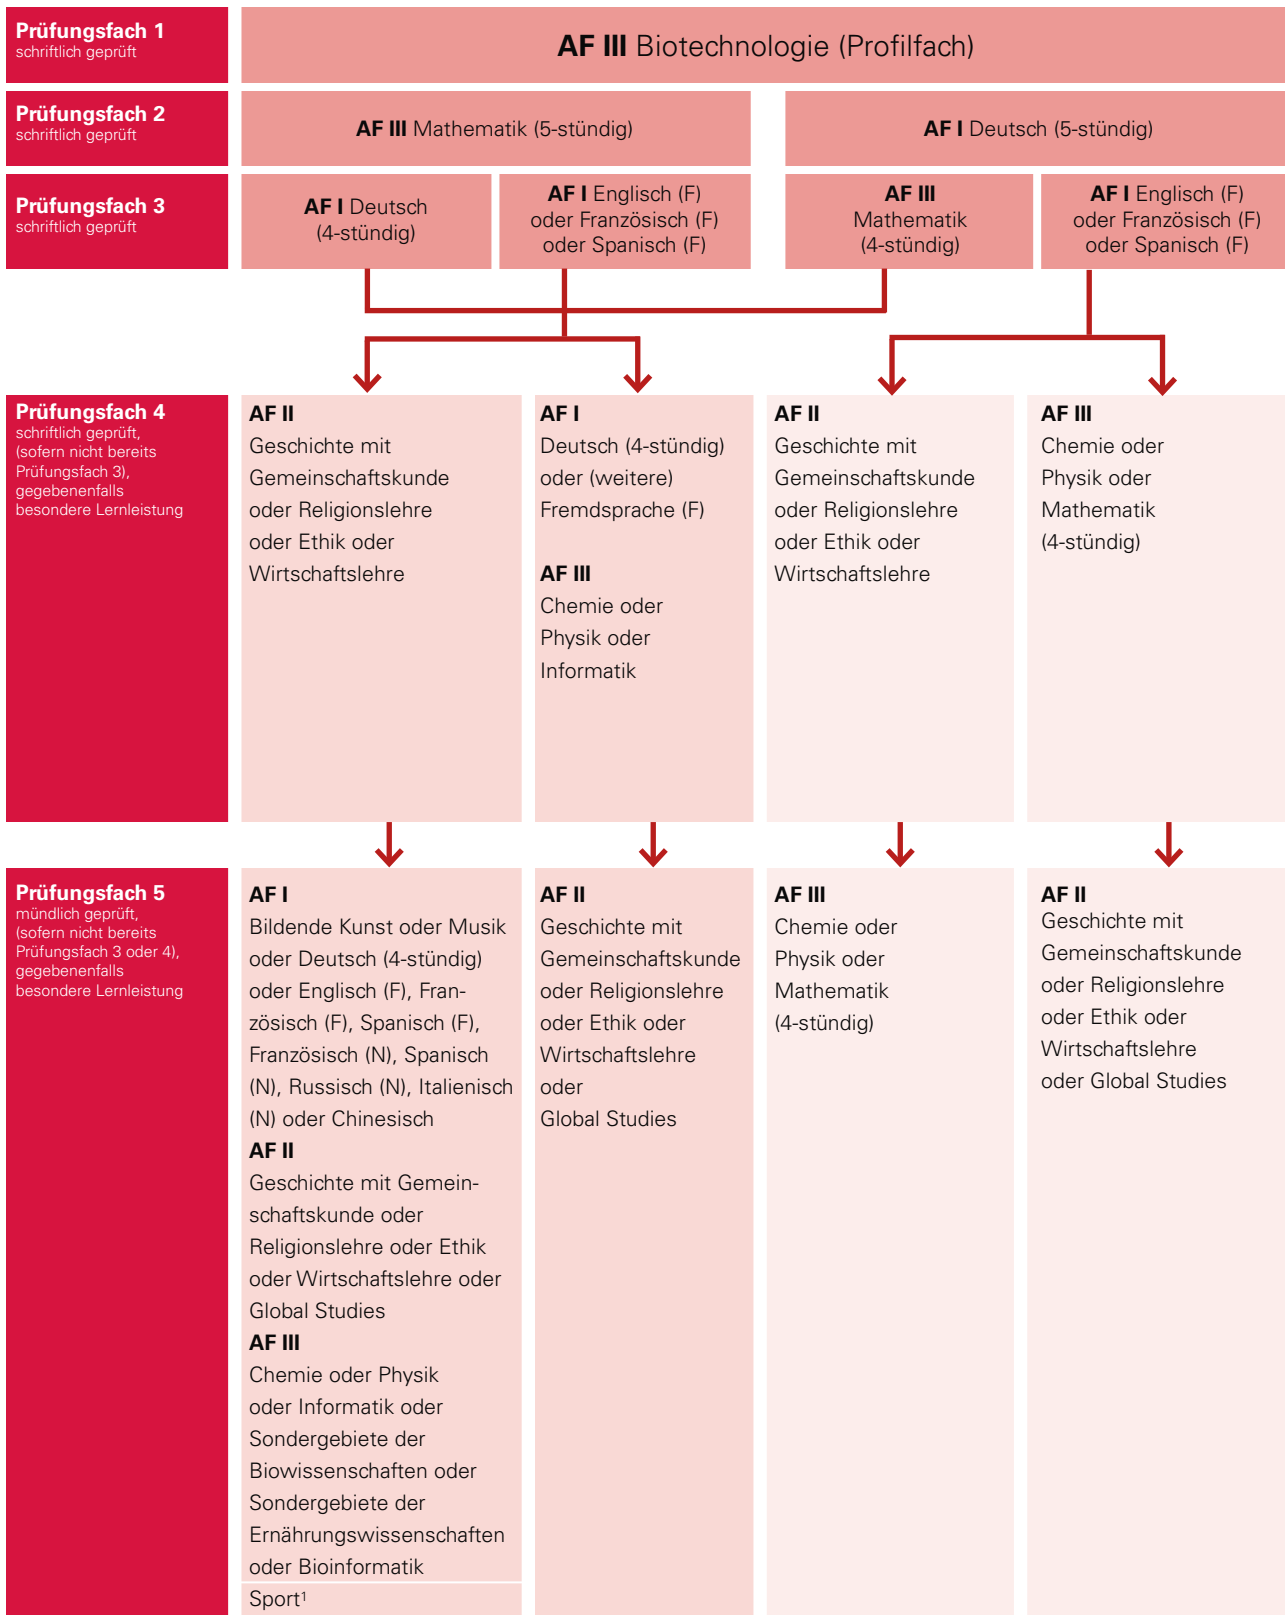 Prüfungsfach 1
schriftlich geprüft
AF III Biotechnologie (Profilfach)
Prüfungsfach 2
schriftlich geprüft
AF III Mathematik (5-stündig)
AF I Deutsch (5-stündig)
Prüfungsfach 3
schriftlich geprüft
AF I Deutsch
(4-stündig)
AF I Englisch (F)
oder Französisch (F)
oder Spanisch (F)
AF III
Mathematik
(4-stündig)
AF I Englisch (F)
oder Französisch (F)
oder Spanisch (F)
Prüfungsfach 4
schriftlich geprüft,
(sofern nicht bereits
Prüfungsfach 3),
gegebenenfalls
besondere Lernleistung
AF II
Geschichte mit
Gemeinschaftskunde
oder Religionslehre
oder Ethik oder
Wirtschaftslehre
AF I
Deutsch (4-stündig)
oder (weitere)
Fremdsprache (F)
AF III
Chemie oder
Physik oder
Informatik
AF II
Geschichte mit
Gemeinschaftskunde
oder Religionslehre
oder Ethik oder
Wirtschaftslehre
AF III
Chemie oder
Physik oder
Mathematik
(4-stündig)
Prüfungsfach 5
mündlich geprüft,
(sofern nicht bereits
Prüfungsfach 3 oder 4),
gegebenenfalls
besondere Lernleistung
AF I
Bildende Kunst oder Musik
oder Deutsch (4-stündig)
oder Englisch (F), Fran-
zösisch (F), Spanisch (F),
Französisch (N), Spanisch
(N), Russisch (N), Italienisch
(N) oder Chinesisch
AF II
Geschichte mit Gemein-
schaftskunde oder
Religionslehre oder Ethik
oder Wirtschaftslehre oder
Global Studies
AF III
Chemie oder Physik
oder Informatik oder
Sondergebiete der
Biowissenschaften oder
Sondergebiete der
Ernährungswissenschaften
oder Bioinformatik
Sport¹
AF II
Geschichte mit
Gemeinschaftskunde
oder Religionslehre
oder Ethik oder
Wirtschaftslehre
oder
Global Studies
AF III
Chemie oder
Physik oder
Mathematik
(4-stündig)
AF II
Geschichte mit
Gemeinschaftskunde
oder Religionslehre
oder Ethik oder
Wirtschaftslehre
oder Global Studies